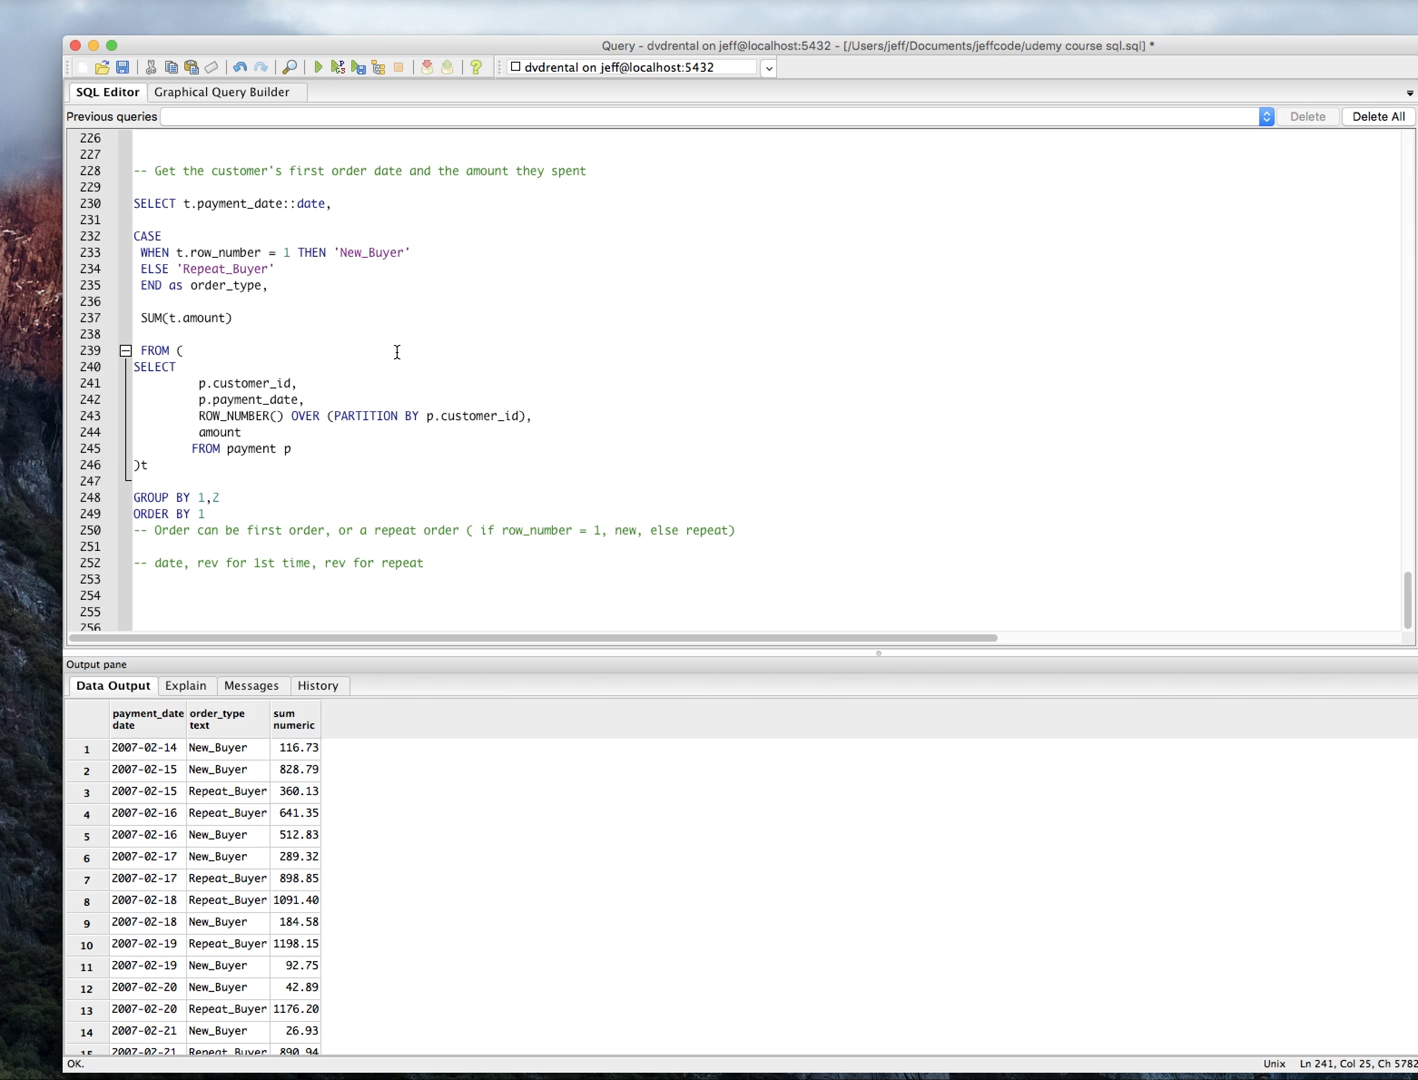 Query - dvdrental on jeff@localhost:5432 - [/Users/jeff/Documents/jeffcode/udemy course sql.sql] *
dvdrental on jeff@localhost:5432
SQL Editor Graphical Query Builder
Previous queries Delete Delete All
226
227
228 -- Get the customer's first order date and the amount they spent
229
230 SELECT t.payment_date::date,
231
232 CASE
233 WHEN t.row_number = 1 THEN 'New_Buyer'
234 ELSE 'Repeat_Buyer'
235 END as order_type,
236
237 SUM(t.amount)
238
239 FROM (
240 SELECT
241 p.customer_id,
242 p.payment_date,
243 ROW_NUMBER() OVER (PARTITION BY p.customer_id),
244 amount
245 FROM payment p
246 )t
247
248 GROUP BY 1,2
249 ORDER BY 1
250 -- Order can be first order, or a repeat order ( if row_number = 1, new, else repeat)
251
252 -- date, rev for 1st time, rev for repeat
253
254
255
256
Output pane
Data Output Explain Messages History
payment_date order_type sum
date text numeric
1 2007-02-14 New_Buyer 116.73
2 2007-02-15 New_Buyer 828.79
3 2007-02-15 Repeat_Buyer 360.13
4 2007-02-16 Repeat_Buyer 641.35
5 2007-02-16 New_Buyer 512.83
6 2007-02-17 New_Buyer 289.32
7 2007-02-17 Repeat_Buyer 898.85
8 2007-02-18 Repeat_Buyer 1091.40
9 2007-02-18 New_Buyer 184.58
10 2007-02-19 Repeat_Buyer 1198.15
11 2007-02-19 New_Buyer 92.75
12 2007-02-20 New_Buyer 42.89
13 2007-02-20 Repeat_Buyer 1176.20
14 2007-02-21 New_Buyer 26.93
15 2007-02-21 Repeat_Buyer 890.94
OK. Unix Ln 241, Col 25, Ch 5782